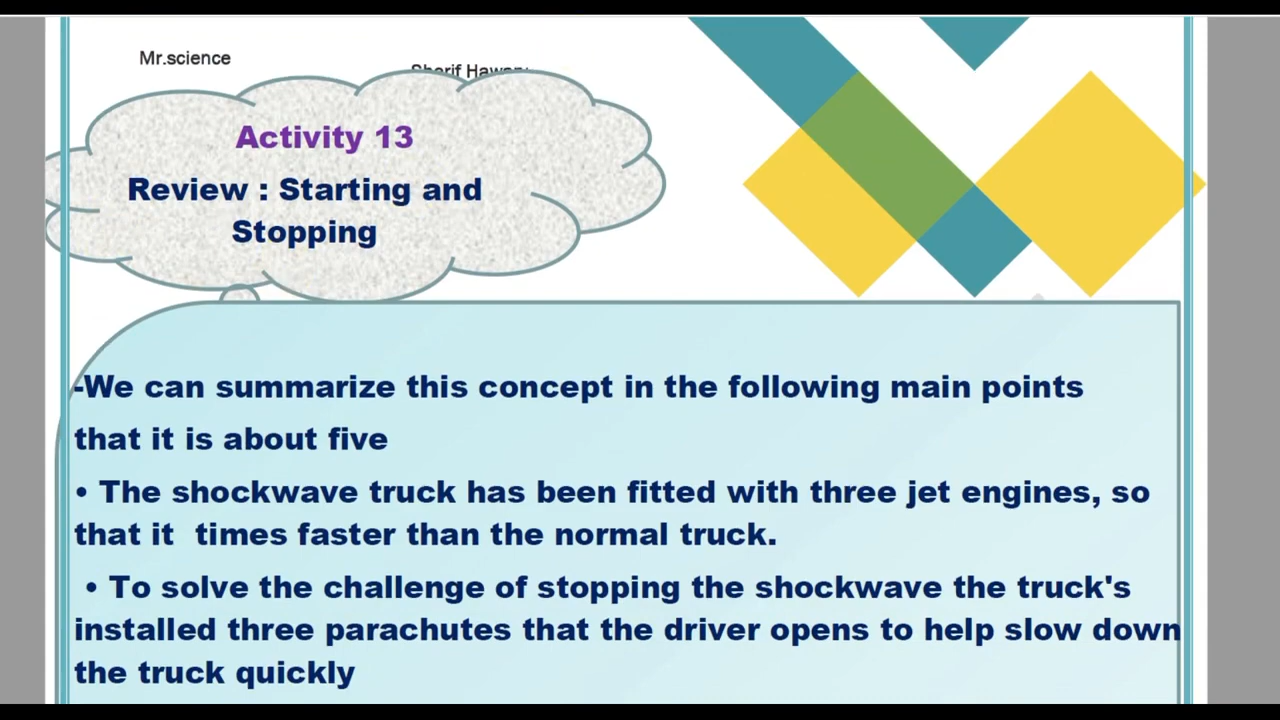 Mr.science
Sherif
Activity 13
Review : Starting and
Stopping
-We can summarize this concept in the following main points
that it is about five
• The shockwave truck has been fitted with three jet engines, so
that it  times faster than the normal truck.
• To solve the challenge of stopping the shockwave the truck's
installed three parachutes that the driver opens to help slow down
the truck quickly